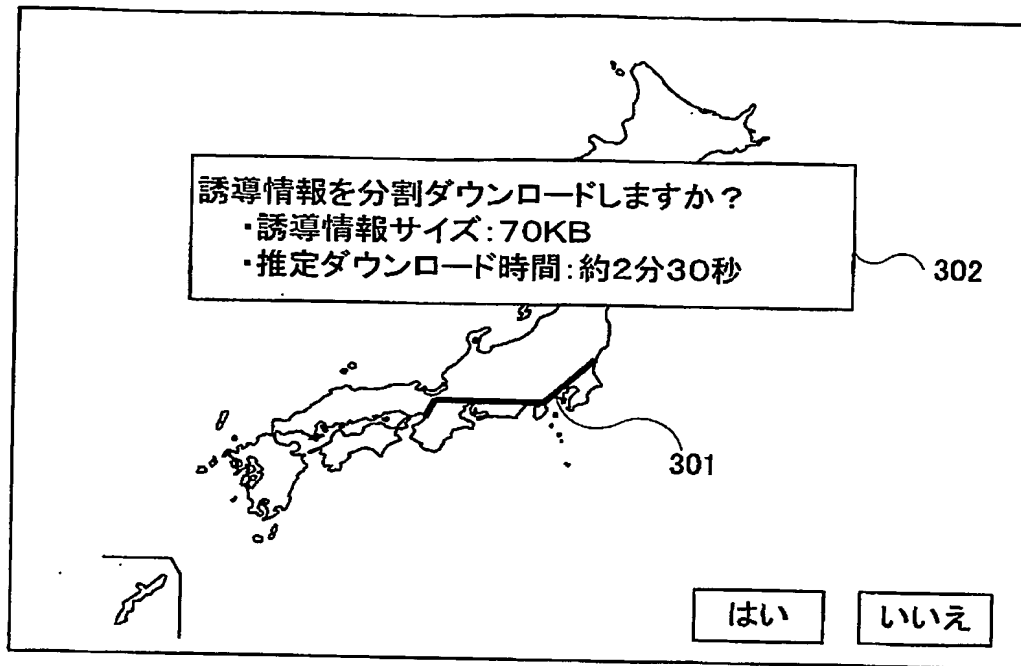 誘導情報を分割ダウンロードしますか？
・誘導情報サイズ：70KB
・推定ダウンロード時間：約2分30秒
302
301
はい
いいえ